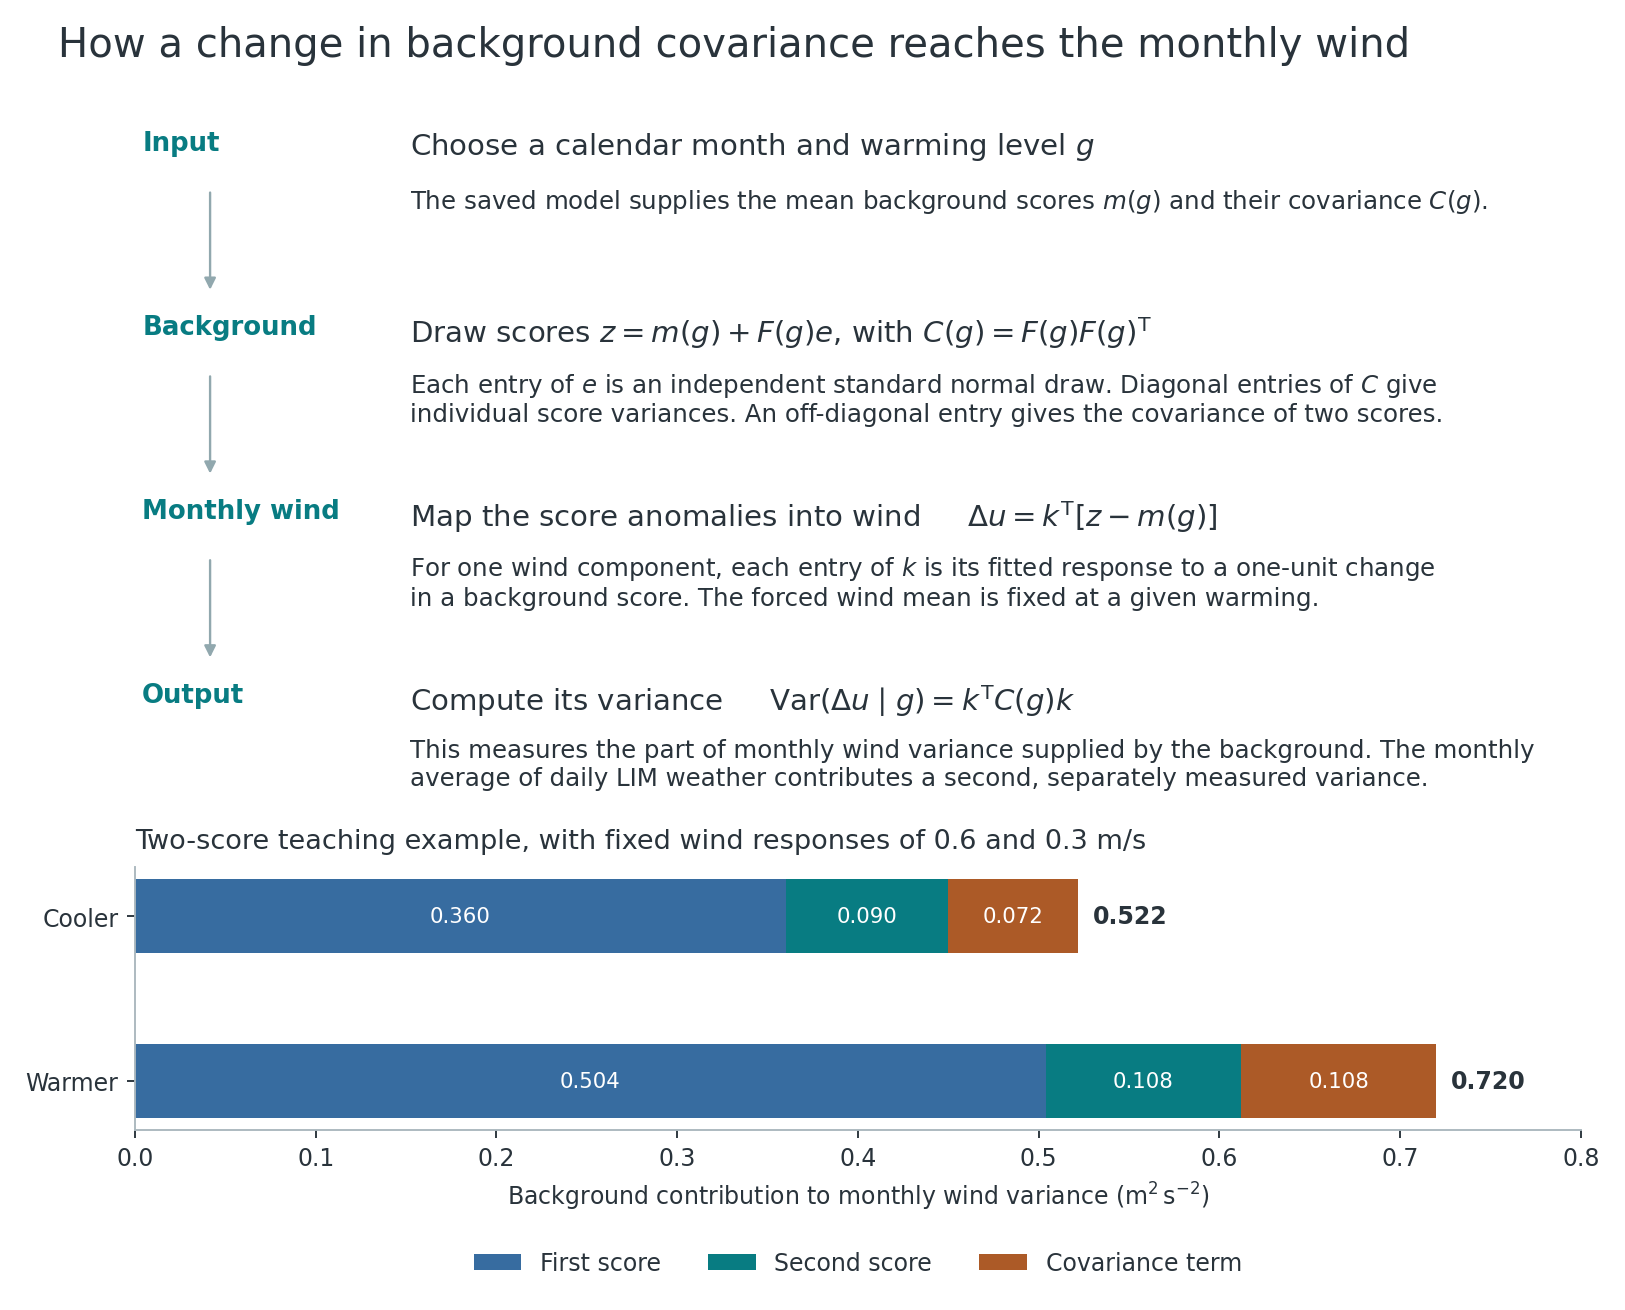 How a change in background covariance reaches the monthly wind
Input
Choose a calendar month and warming level g
The saved model supplies the mean background scores m(g) and their covariance C(g).
Background
Draw scores z = m(g) + F(g)e, with C(g) = F(g)F(g)ᵀ
Each entry of e is an independent standard normal draw. Diagonal entries of C give
individual score variances. An off-diagonal entry gives the covariance of two scores.
Monthly wind
Map the score anomalies into wind Δu = kᵀ[z − m(g)]
For one wind component, each entry of k is its fitted response to a one-unit change
in a background score. The forced wind mean is fixed at a given warming.
Output
Compute its variance Var(Δu | g) = kᵀC(g)k
This measures the part of monthly wind variance supplied by the background. The monthly
average of daily LIM weather contributes a second, separately measured variance.
Two-score teaching example, with fixed wind responses of 0.6 and 0.3 m/s
Cooler 0.360 0.090 0.072 0.522
Warmer 0.504 0.108 0.108 0.720
0.0 0.1 0.2 0.3 0.4 0.5 0.6 0.7 0.8
Background contribution to monthly wind variance (m² s⁻²)
First score Second score Covariance term